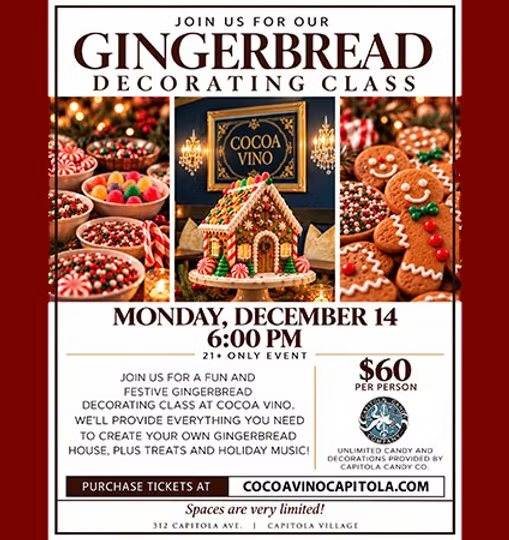 JOIN US FOR OUR
GINGERBREAD
DECORATING CLASS
COCOA
VINO
MONDAY, DECEMBER 14
6:00 PM
21+ ONLY EVENT
JOIN US FOR A FUN AND
FESTIVE GINGERBREAD
DECORATING CLASS AT COCOA VINO.
WE'LL PROVIDE EVERYTHING YOU NEED
TO CREATE YOUR OWN GINGERBREAD
HOUSE, PLUS TREATS AND HOLIDAY MUSIC!
$60
PER PERSON
CAPITOLA CANDY
COMPANY
UNLIMITED CANDY AND
DECORATIONS PROVIDED BY
CAPITOLA CANDY CO.
PURCHASE TICKETS AT COCOAVINOCAPITOLA.COM
Spaces are very limited!
312 CAPITOLA AVE. | CAPITOLA VILLAGE